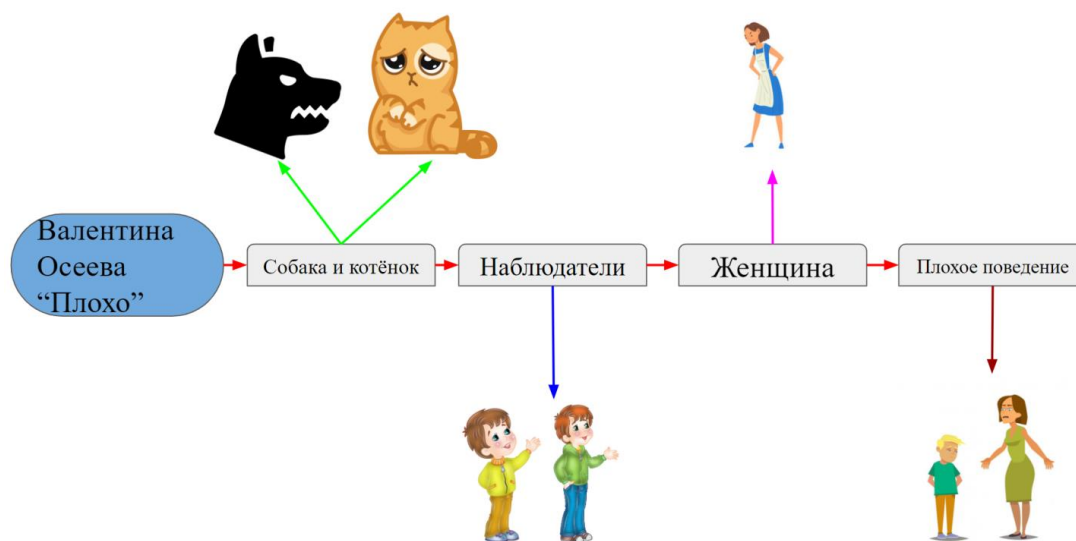 Валентина
Осеева
“Плохо”
Собака и котёнок
Наблюдатели
Женщина
Плохое поведение